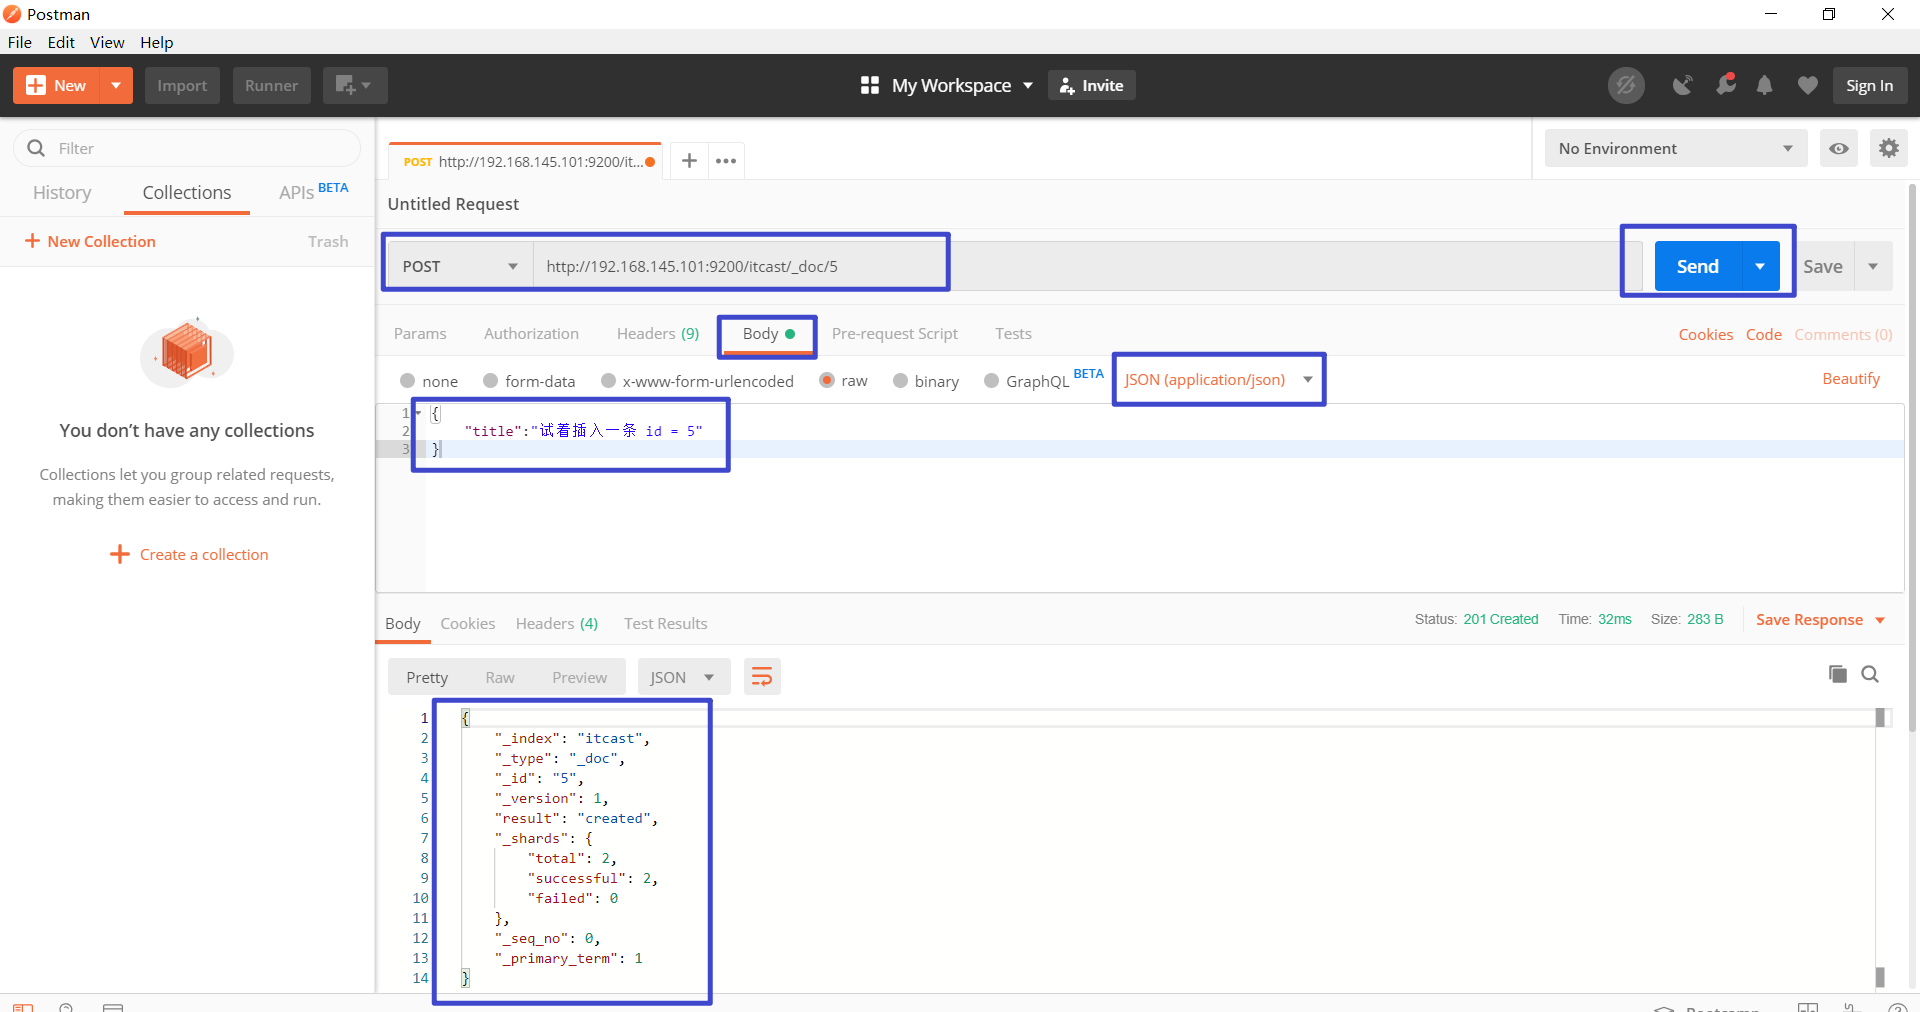 Postman
File Edit View Help
New Import Runner My Workspace Invite Sign In
Filter
History Collections APIs BETA
New Collection Trash
You don't have any collections
Collections let you group related requests,
making them easier to access and run.
Create a collection
POST http://192.168.145.101:9200/it...
No Environment
Untitled Request
POST http://192.168.145.101:9200/itcast/_doc/5 Send Save
Params Authorization Headers (9) Body Pre-request Script Tests Cookies Code Comments (0)
none form-data x-www-form-urlencoded raw binary GraphQL BETA JSON (application/json) Beautify
1 {
2 "title":"试着插入一条 id = 5"
3 }
Body Cookies Headers (4) Test Results Status: 201 Created Time: 32ms Size: 283 B Save Response
Pretty Raw Preview JSON
1 {
2 "_index": "itcast",
3 "_type": "_doc",
4 "_id": "5",
5 "_version": 1,
6 "result": "created",
7 "_shards": {
8 "total": 2,
9 "successful": 2,
10 "failed": 0
11 },
12 "_seq_no": 0,
13 "_primary_term": 1
14 }